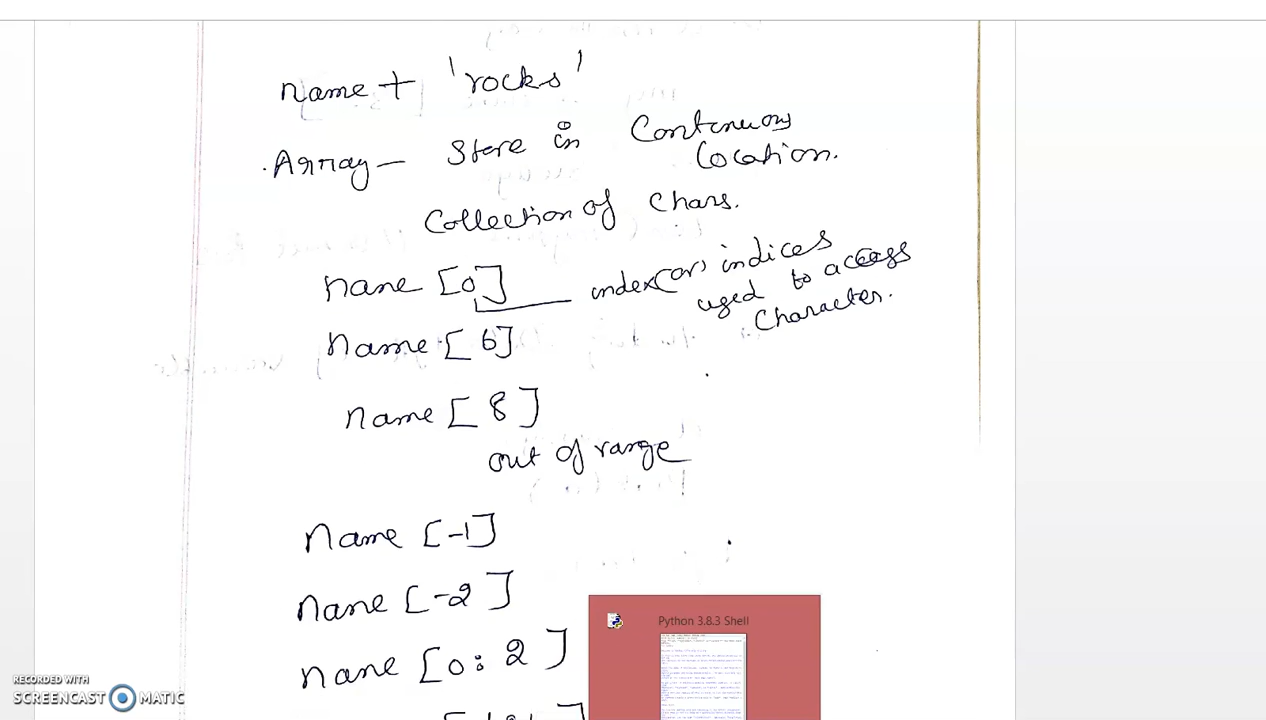 name + 'rocks'
Array - Store in Continuous
location.
Collection of Chars.
name [0] index(or) indices
used to access
Character.
name [6]
name [8]
out of range
name [-1]
name [-2]
name [0:2]
Python 3.8.3 Shell
RECORDED WITH
SCREENCAST MATIC